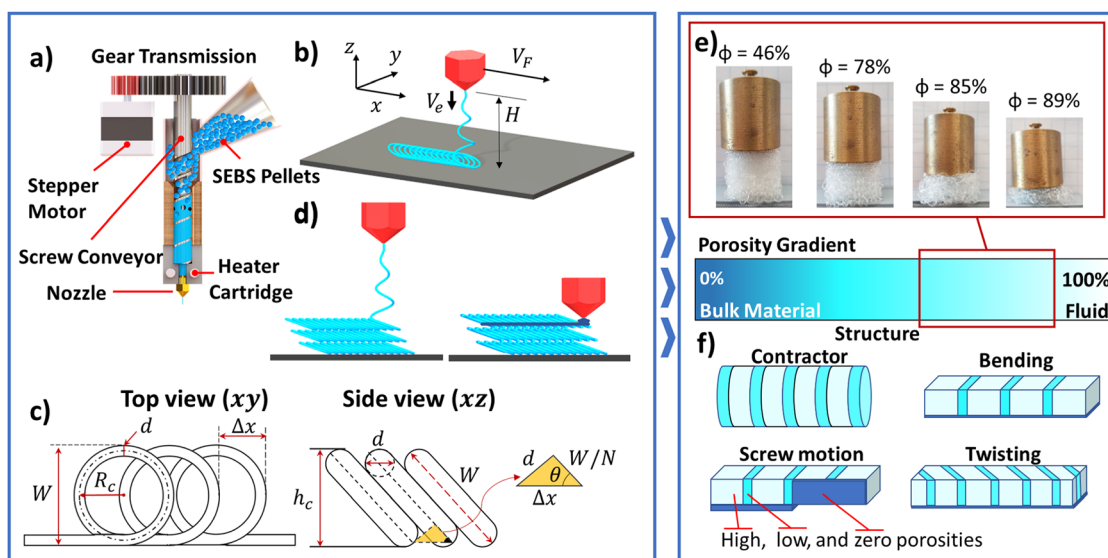 a)
Gear Transmission
Stepper
Motor
SEBS Pellets
Screw Conveyor
Heater
Cartridge
Nozzle
b)
z
y
x
V_F
V_e
H
d)
c)
Top view (xy)
d
Δx
W
R_c
Side view (xz)
d
W
h_c
d
W/N
θ
Δx
e)
ϕ = 46%
ϕ = 78%
ϕ = 85%
ϕ = 89%
Porosity Gradient
0%
100%
Bulk Material
Fluid
Structure
f)
Contractor
Bending
Screw motion
Twisting
High, low, and zero porosities